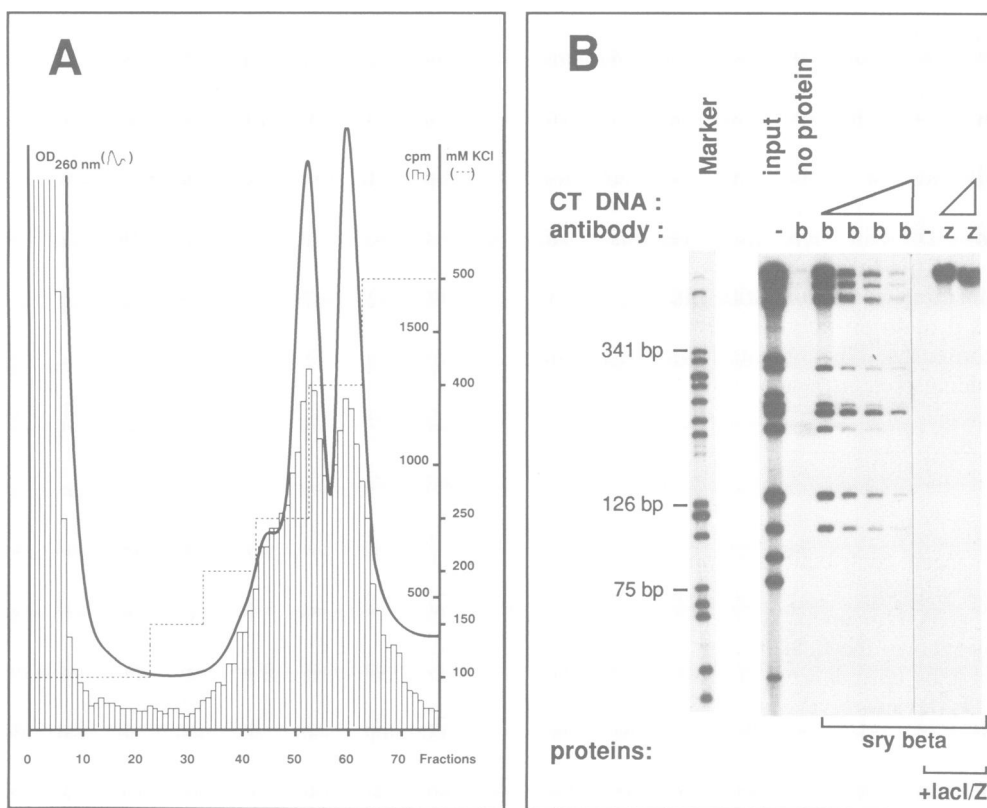 A
OD260 nm ( )
cpm
( )
mM KCl
(----)
500
1500
400
1000
250
200
500
150
100
0 10 20 30 40 50 60 70 Fractions
B
Marker
input
no protein
CT DNA :
antibody : - b b b b b - z z
341 bp
126 bp
75 bp
sry beta
proteins:
+lacI/Z